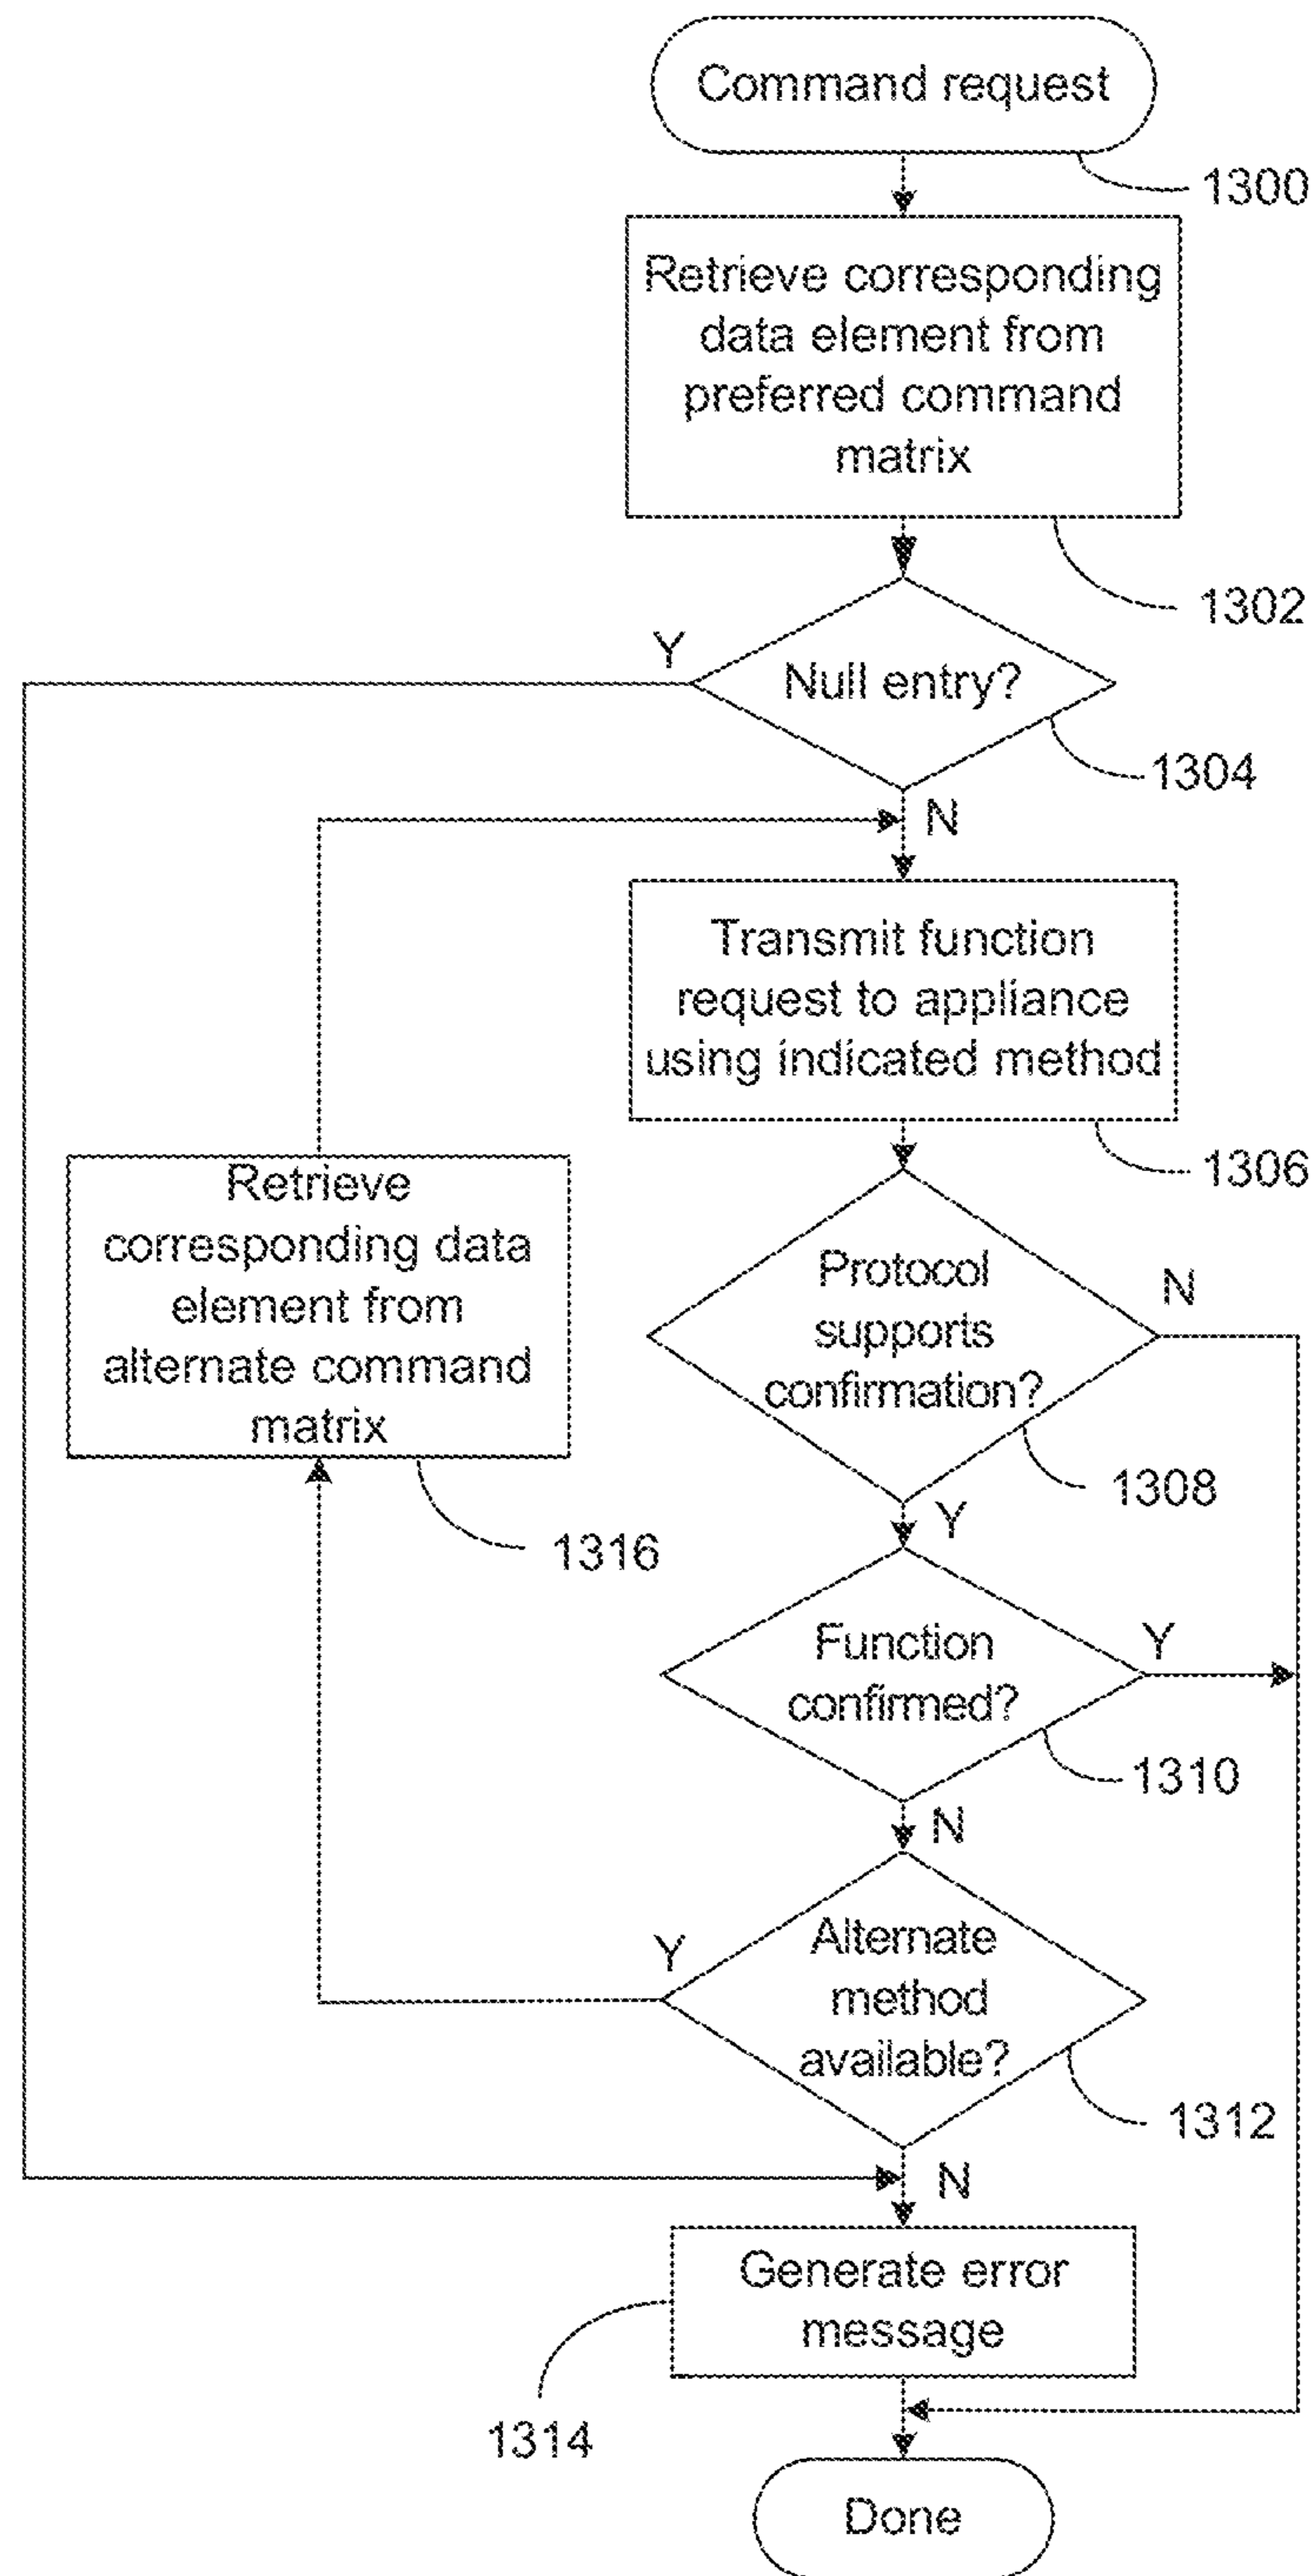 Command request
1300
Retrieve corresponding
data element from
preferred command
matrix
1302
Y
Null entry?
1304
N
Transmit function
request to appliance
using indicated method
1306
Retrieve
corresponding data
element from
alternate command
matrix
1316
Protocol
supports
confirmation?
N
1308
Y
Function
confirmed?
Y
1310
N
Y
Alternate
method
available?
1312
N
Generate error
message
1314
Done